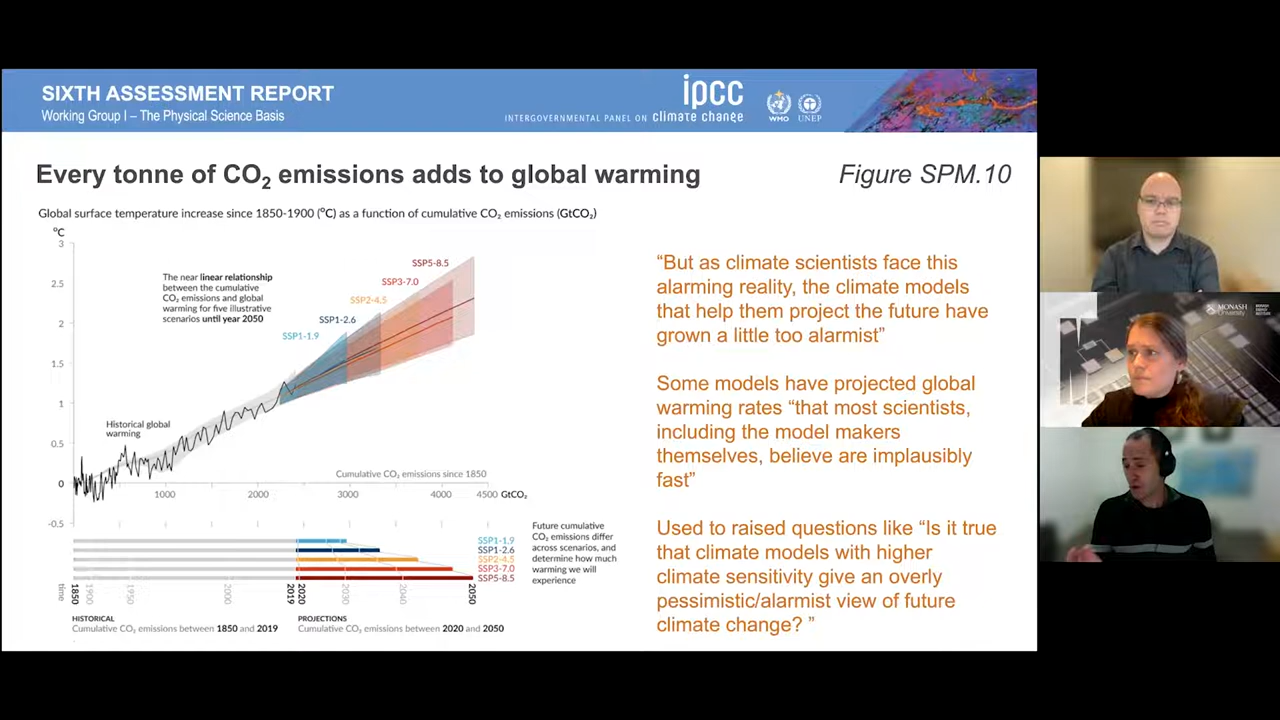 SIXTH ASSESSMENT REPORT
Working Group I – The Physical Science Basis
INTERGOVERNMENTAL PANEL ON climate change
ipcc
WMO
UNEP
Every tonne of CO₂ emissions adds to global warming
Figure SPM.10
Global surface temperature increase since 1850-1900 (°C) as a function of cumulative CO₂ emissions (GtCO₂)
°C
3
2.5
2
1.5
1
0.5
0
-0.5
The near linear relationship
between the cumulative
CO₂ emissions and global
warming for five illustrative
scenarios until year 2050
SSP5-8.5
SSP3-7.0
SSP2-4.5
SSP1-2.6
SSP1-1.9
Historical global
warming
Cumulative CO₂ emissions since 1850
1000
2000
3000
4000
4500 GtCO₂
SSP1-1.9
SSP1-2.6
SSP2-4.5
SSP3-7.0
SSP5-8.5
Future cumulative
CO₂ emissions differ
across scenarios, and
determine how much
warming we will
experience
time
1850
1900
1950
2000
2019
2020
2030
2040
2050
HISTORICAL
Cumulative CO₂ emissions between 1850 and 2019
PROJECTIONS
Cumulative CO₂ emissions between 2020 and 2050
“But as climate scientists face this
alarming reality, the climate models
that help them project the future have
grown a little too alarmist”
Some models have projected global
warming rates “that most scientists,
including the model makers
themselves, believe are implausibly
fast”
Used to raised questions like “Is it true
that climate models with higher
climate sensitivity give an overly
pessimistic/alarmist view of future
climate change? ”
MONASH
University